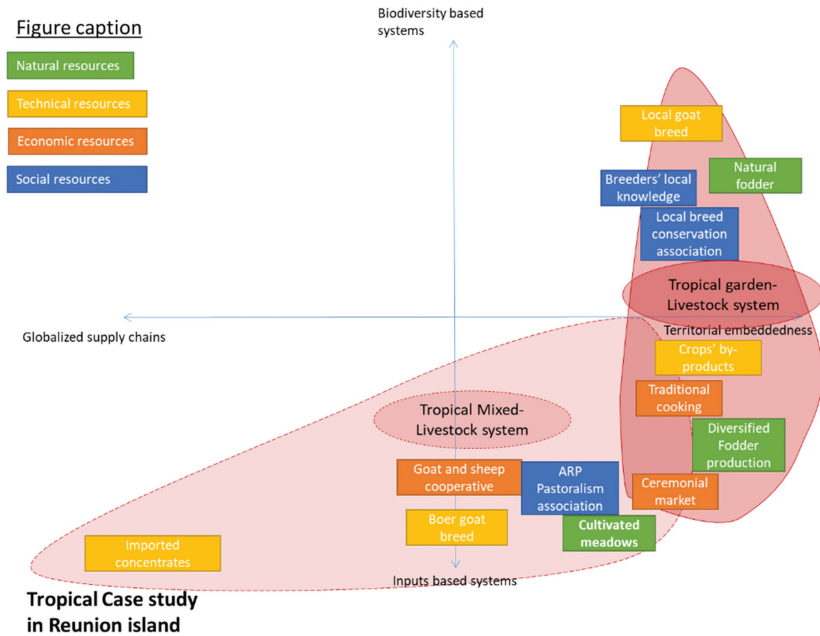 Figure caption
Natural resources
Technical resources
Economic resources
Social resources
Biodiversity based
systems
Local goat
breed
Natural
fodder
Breeders' local
knowledge
Local breed
conservation
association
Tropical garden-
Livestock system
Globalized supply chains
Territorial embeddedness
Crops' by-
products
Traditional
cooking
Tropical Mixed-
Livestock system
Diversified
Fodder
production
Goat and sheep
cooperative
ARP
Pastoralism
association
Ceremonial
market
Boer goat
breed
Cultivated
meadows
Imported
concentrates
Inputs based systems
Tropical Case study
in Reunion island